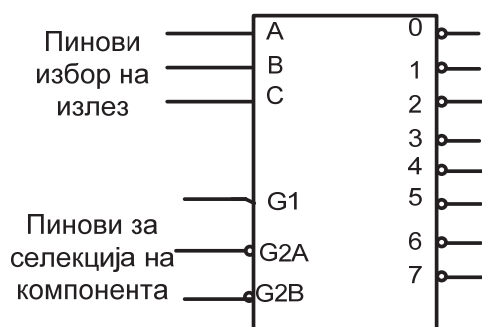 Пинови
избор на
излез
A
B
C
G1
Пинови за
селекција на
компонента
G2A
G2B
0
1
2
3
4
5
6
7